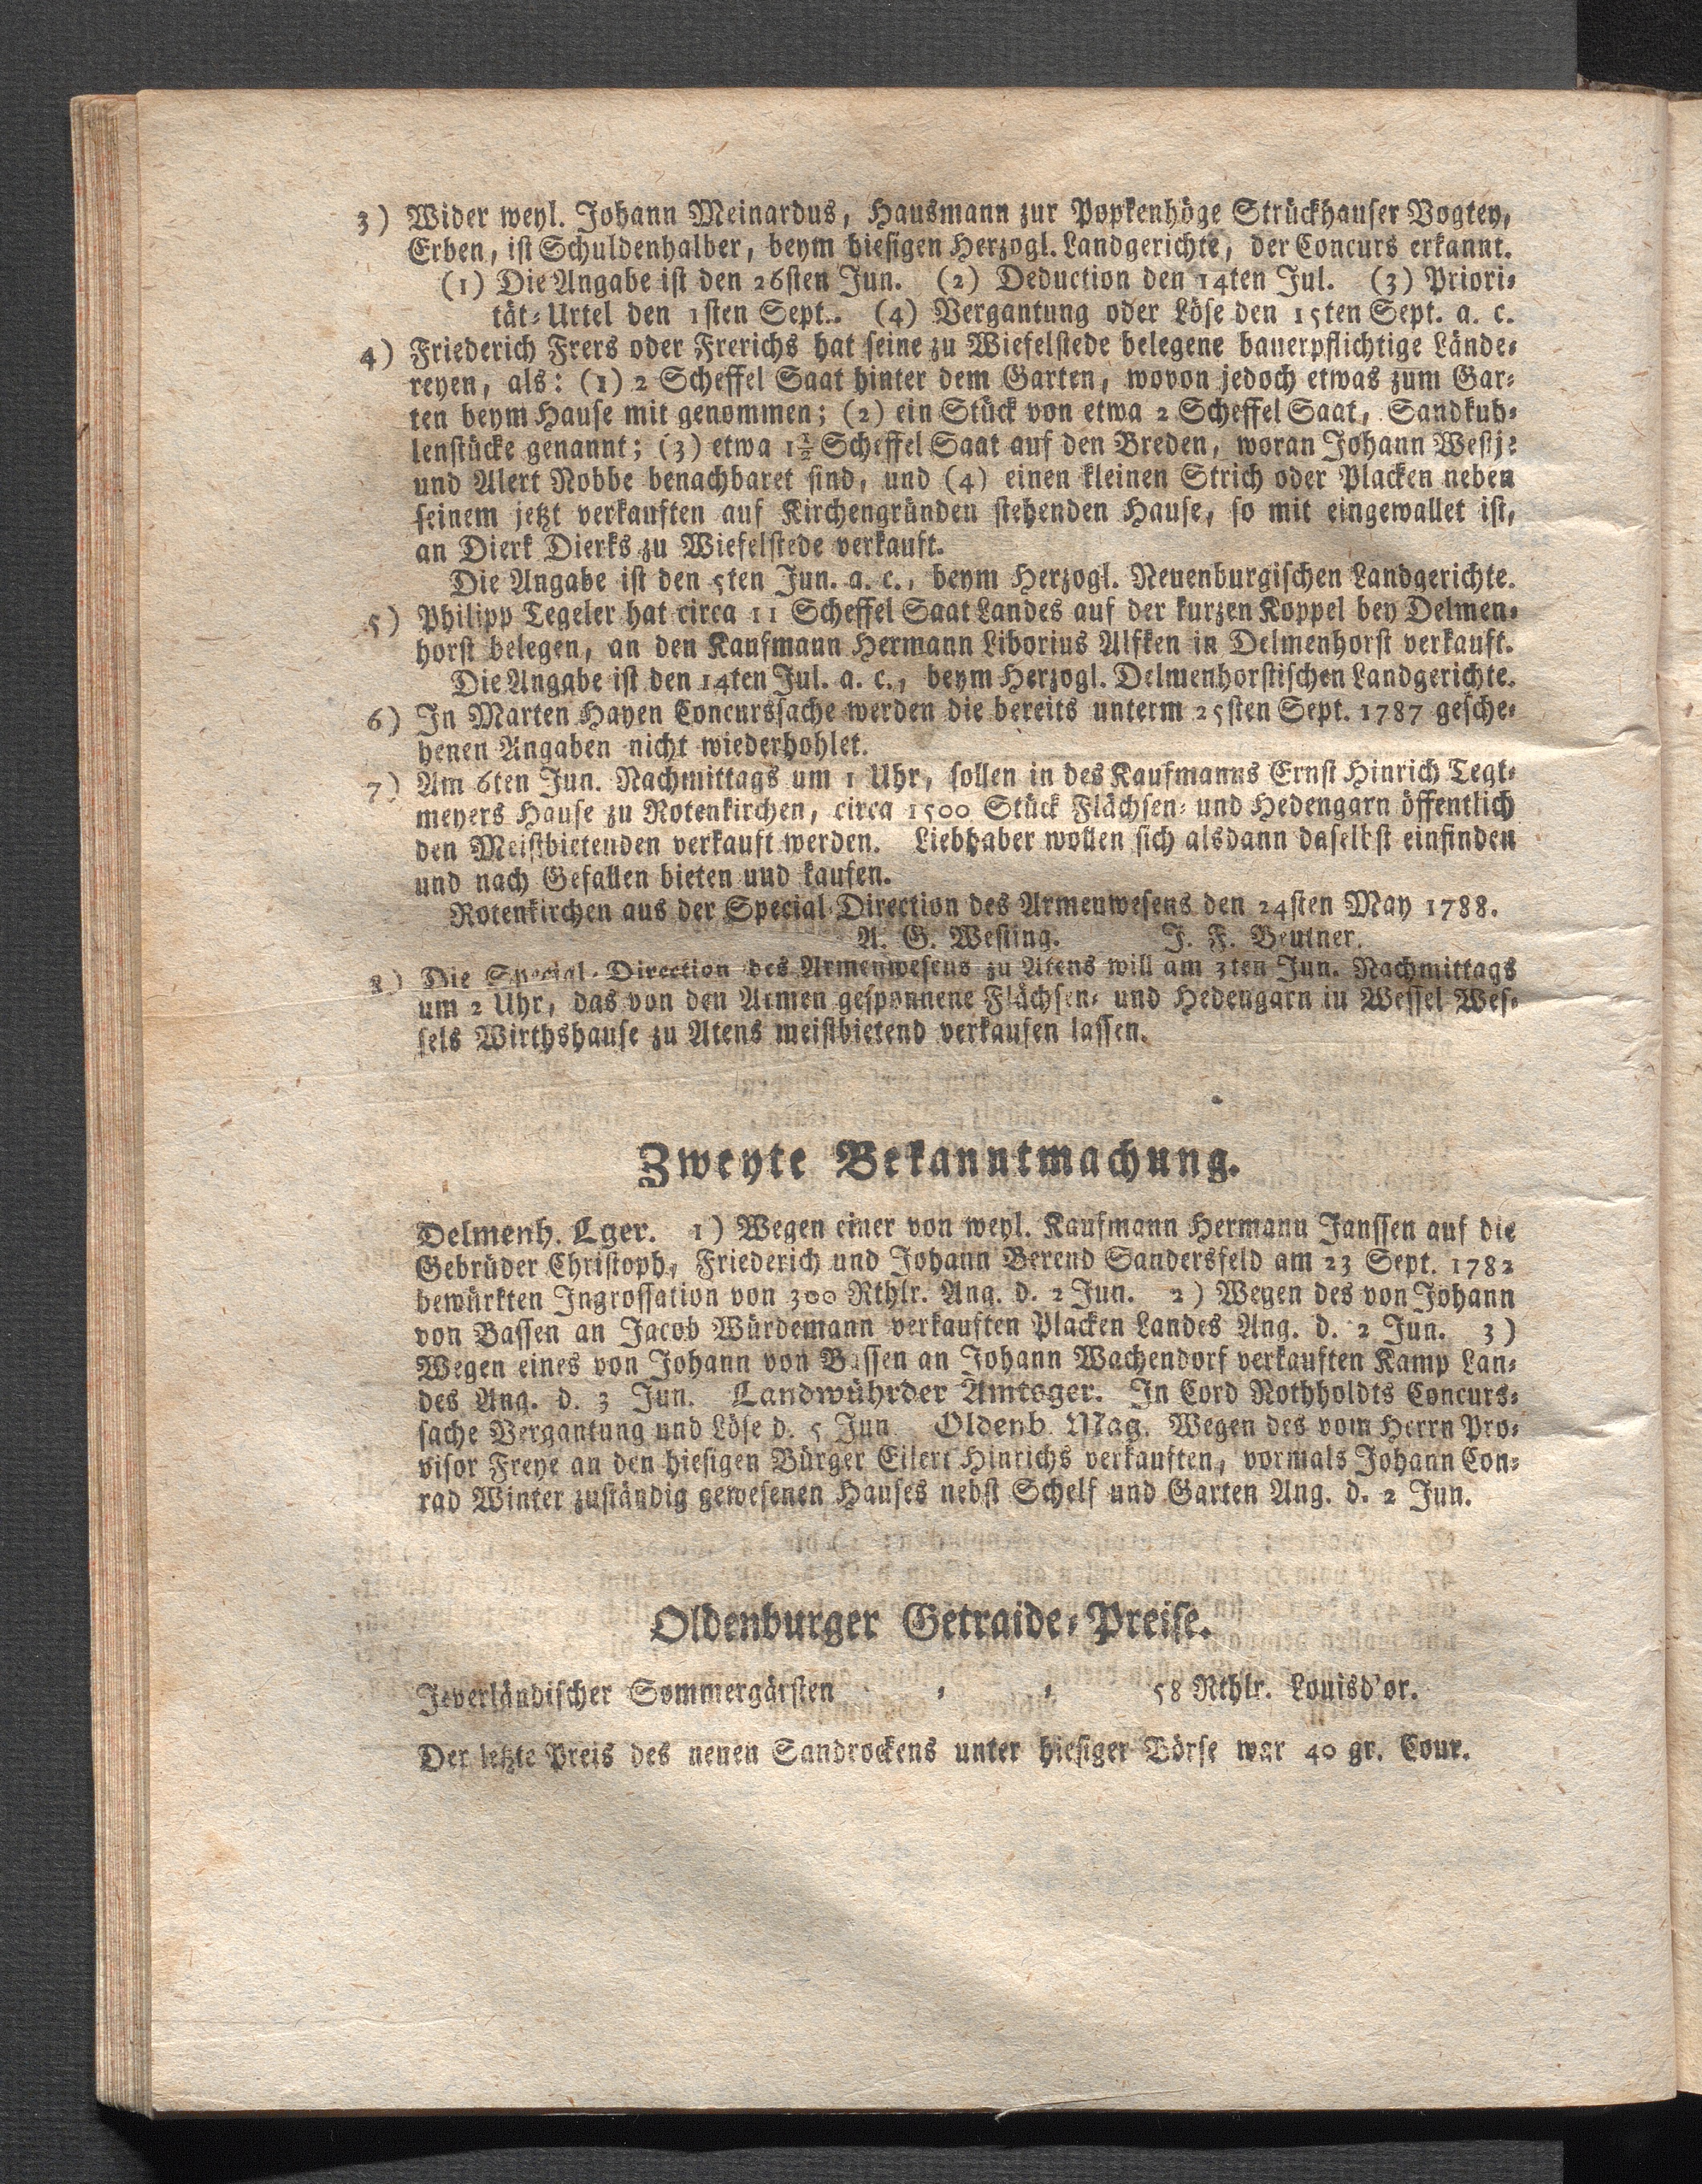 3) Wider weyl. Johann Meinardus, Hausmann zur Popkenhöge Strückhauser Vogtey,
Erben, ist Schuldenhalber, beym hiesigen Herzogl. Landgerichte, der Concurs erkannt.
(1) Die Angabe ist den 26sten Jun. (2) Deduction den 14ten Jul. (3) Priori-
tät-Urtel den 1sten Sept.. (4) Vergantung oder Löse den 15ten Sept. a. c.
4) Friederich Frers oder Frerichs hat seine zu Wiefelstede belegene bauerpflichtige Lände-
reyen, als: (1) 2 Scheffel Saat hinter dem Garten, wovon jedoch etwas zum Gar-
ten beym Hause mit genommen; (2) ein Stück von etwa 2 Scheffel Saat, Sandkuh-
lenstücke genannt; (3) etwa 1½ Scheffel Saat auf den Breden, woran Johann Westje
und Alert Nobbe benachbaret sind, und (4) einen kleinen Strich oder Placken neben
seinem jetzt verkauften auf Kirchengründen stehenden Hause, so mit eingewallet ist,
an Dierk Dierks zu Wiefelstede verkauft.
Die Angabe ist den 5ten Jun. a. c., beym Herzogl. Neuenburgischen Landgerichte.
5) Philipp Tegeler hat circa 11 Scheffel Saat Landes auf der kurzen Koppel bey Delmen-
horst belegen, an den Kaufmann Hermann Liborius Alfken in Delmenhorst verkauft.
Die Angabe ist den 14ten Jul. a. c., beym Herzogl. Delmenhorstischen Landgerichte.
6) In Marten Hayen Concurssache werden die bereits unterm 25sten Sept. 1787 gesche-
henen Angaben nicht wiederhohlet.
7) Am 6ten Jun. Nachmittags um 1 Uhr, sollen in des Kaufmanns Ernst Hinrich Tegt-
meyers Hause zu Rotenkirchen, circa 1500 Stück Flächsen- und Hedengarn öffentlich
den Meistbietenden verkauft werden. Liebhaber wollen sich alsdann daselbst einfinden
und nach Gefallen bieten und kaufen.
Rotenkirchen aus der Special-Direction des Armenwesens den 24sten May 1788.
A. G. Westing. J. F. Beutner.
8) Die Special-Direction des Armenwesens zu Atens will am 3ten Jun. Nachmittags
um 2 Uhr, das von den Armen gesponnene Flächsen- und Hedengarn in Wessel Wes-
sels Wirthshause zu Atens meistbietend verkaufen lassen.
Zweyte Bekanntmachung.
Delmenh. Lger. 1) Wegen einer von weyl. Kaufmann Hermann Janssen auf die
Gebrüder Christoph, Friederich und Johann Berend Sandersfeld am 23 Sept. 1782
bewürkten Ingrossation von 300 Rthlr. Ang. d. 2 Jun. 2) Wegen des von Johann
von Bassen an Jacob Würdemann verkauften Placken Landes Ang. d. 2 Jun. 3)
Wegen eines von Johann von Bassen an Johann Wachendorf verkauften Kamp Lan-
des Ang. d. 3 Jun. Landwührder Amtsger. In Cord Nothholdts Concurs-
sache Vergantung und Löse d. 5 Jun. Oldenb. Mag. Wegen des vom Herrn Pro-
visor Freye an den hiesigen Bürger Eilert Hinrichs verkauften, vormals Johann Con-
rad Winter zuständig gewesenen Hauses nebst Schelf und Garten Ang. d. 2 Jun.
Oldenburger Getraide-Preise.
Jeverländischer Sommergärsten - - 58 Rthlr. Louisd'or.
Der letzte Preis des neuen Sandrockens unter hiesiger Börse war 40 gr. Cour.